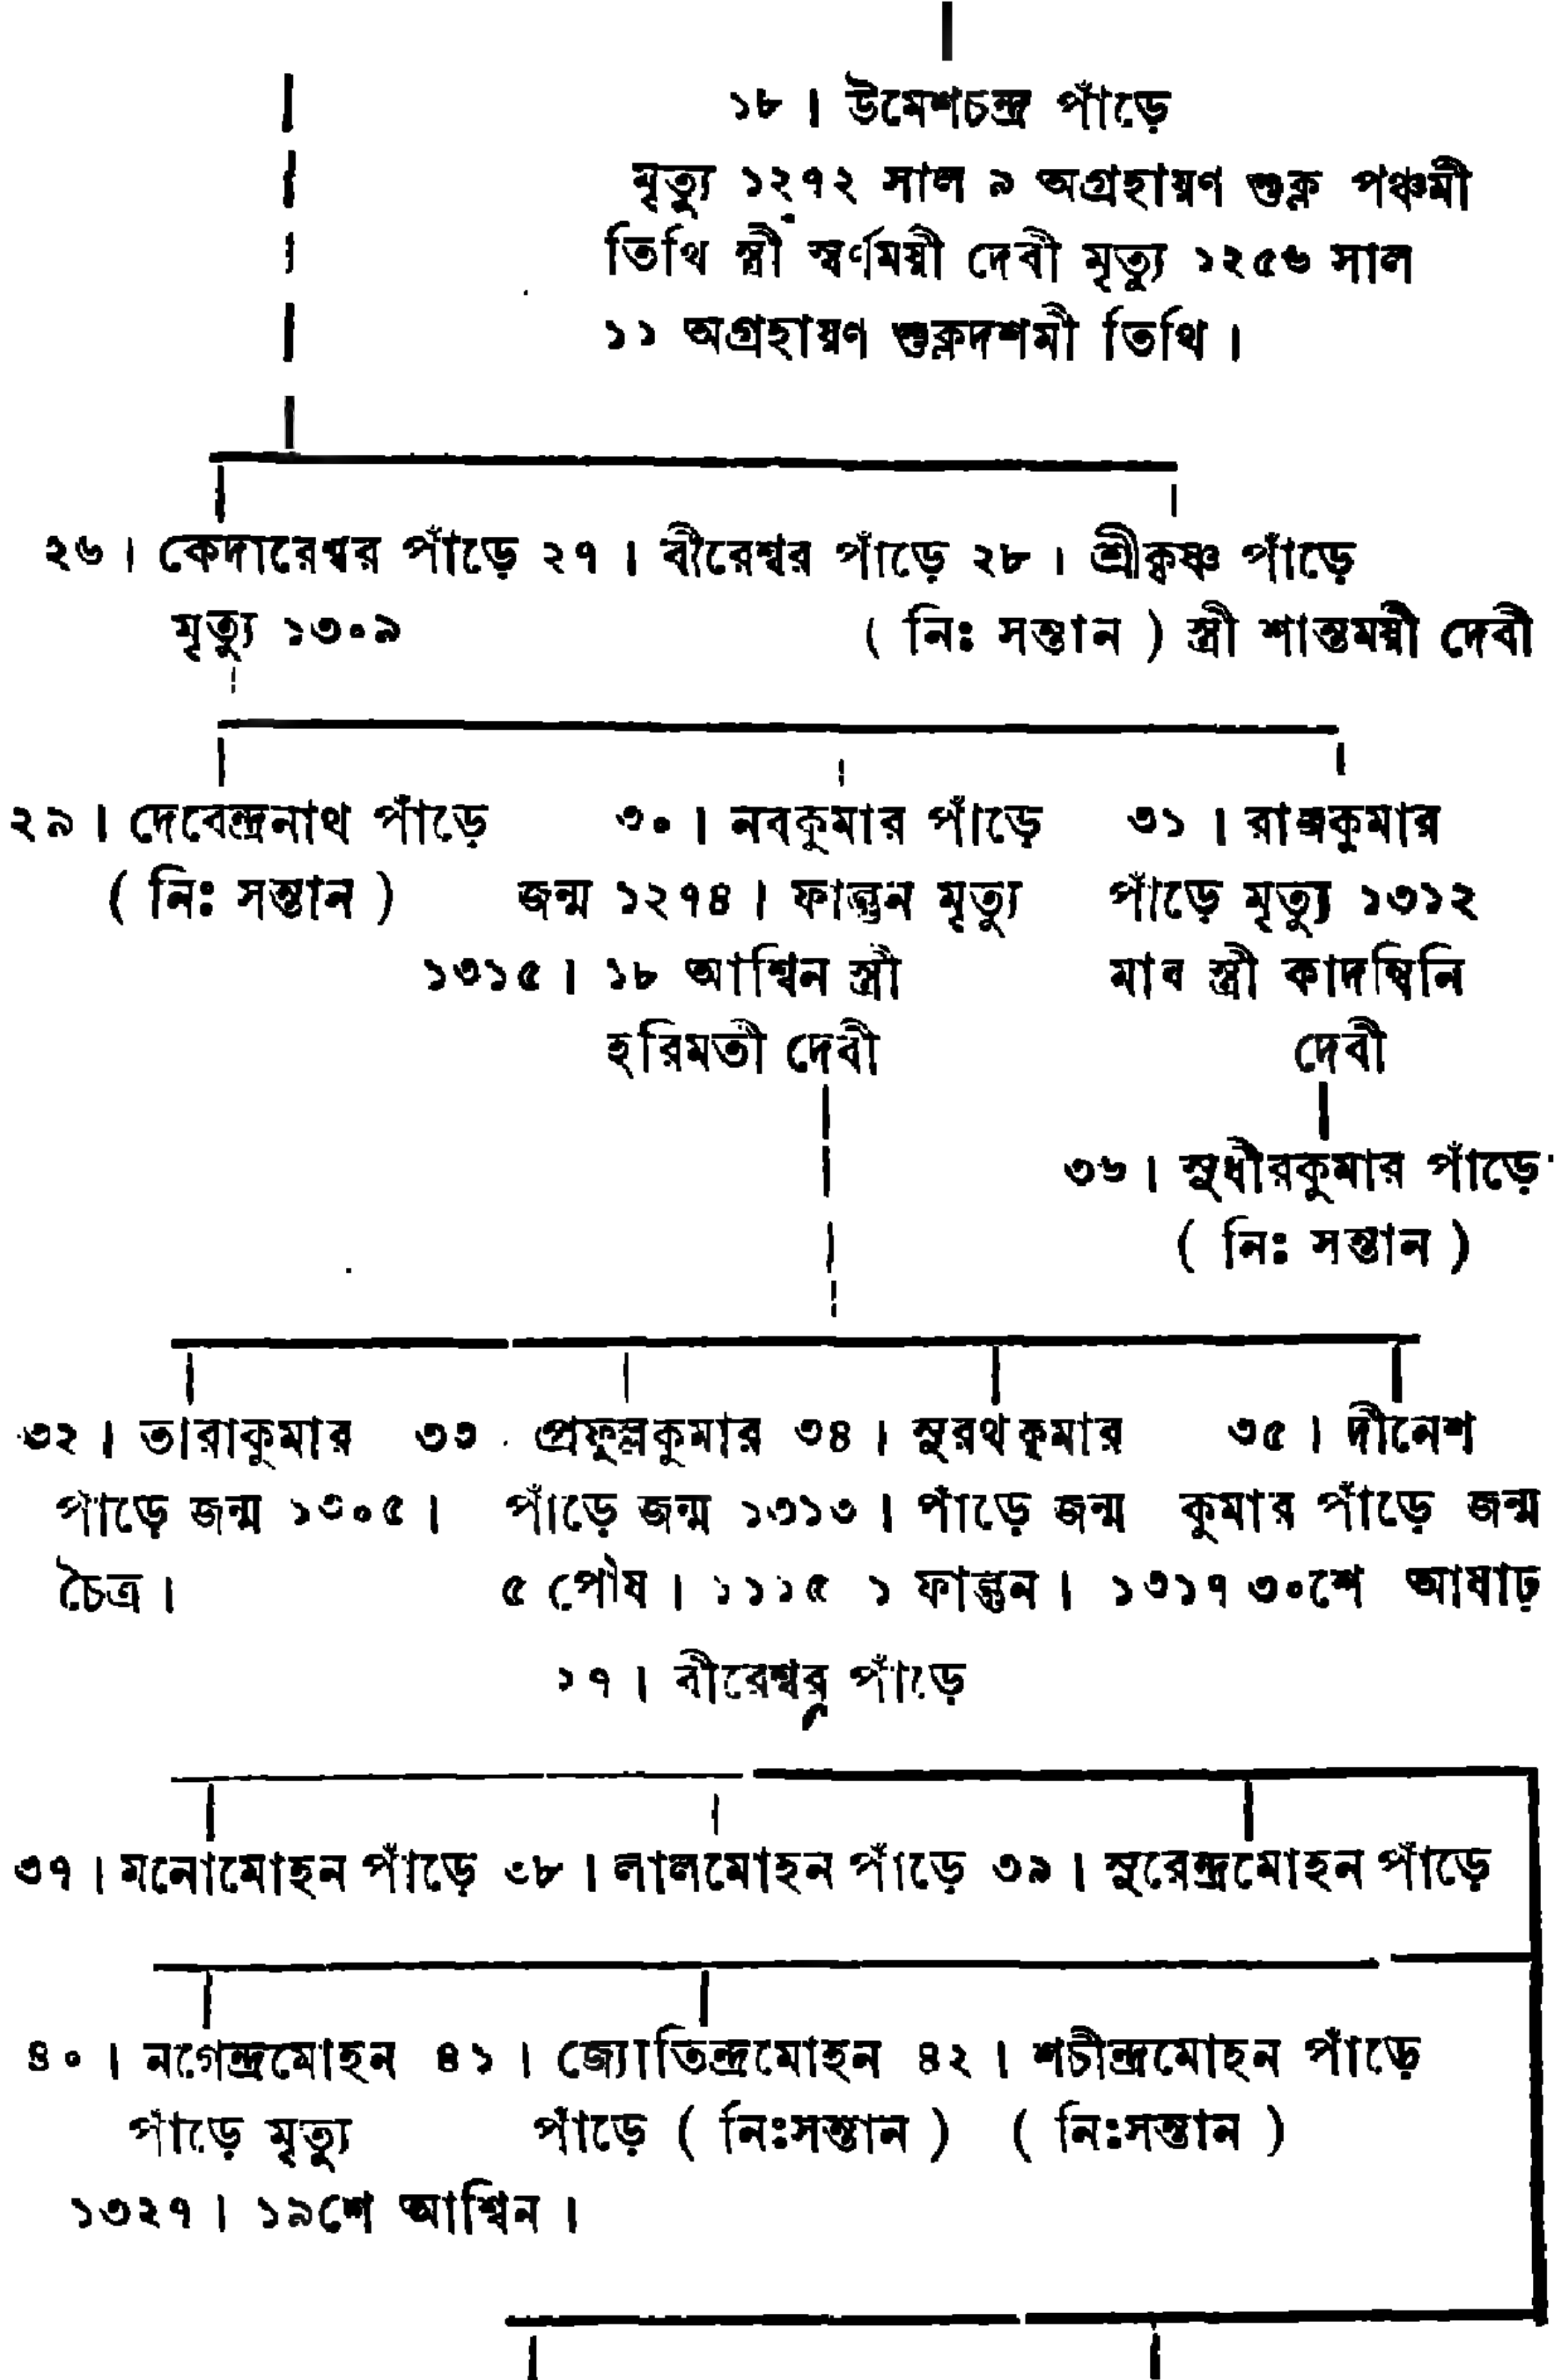 ১৮। উমেশচন্দ্র পাঁড়ে
মৃত্যু ১২৭২ সাল ৯ অগ্রহায়ণ শুক্ল পঞ্চমী
তিথি স্ত্রী স্বর্ণময়ী দেবী মৃত্যু ১২৫৬ সাল
১১ অগ্রহায়ণ শুক্লদশমী তিথি।
২৬। কেদারেশ্বর পাঁড়ে ২৭। বীরেশ্বর পাঁড়ে ২৮। শ্রীকৃষ্ণ পাঁড়ে
মৃত্যু ১৩০৯ (নিঃ সন্তান) স্ত্রী শান্তময়ী দেবী
২৯। দেবেন্দ্রনাথ পাঁড়ে ৩০। নবকুমার পাঁড়ে ৩১। রাজকুমার
(নিঃ সন্তান) জন্ম ১২৭৪। ফাল্গুন মৃত্যু পাঁড়ে মৃত্যু ১৩১২
১৩১৫। ১৮ আশ্বিন স্ত্রী মাঘ স্ত্রী কাদম্বিনি
হরিমতী দেবী দেবী
৩৬। সুধীরকুমার পাঁড়ে
(নিঃ সন্তান)
৩২। তারাকুমার ৩৩ প্রফুল্লকুমার ৩৪। সুরথকুমার ৩৫। দীনেশ
পাঁড়ে জন্ম ১৩০৫। পাঁড়ে জন্ম ১৩১৩। পাঁড়ে জন্ম কুমার পাঁড়ে জন্ম
চৈত্র। ৫ পৌষ। ১ ফাল্গুন। ১৩১৭ ৩০শে আষাঢ়
১৭। বীরেশ্বর পাঁড়ে
৩৭। মনোমোহন পাঁড়ে ৩৮। লালমোহন পাঁড়ে ৩৯। সুরেন্দ্রমোহন পাঁড়ে
৪০। নগেন্দ্রমোহন ৪১। জ্যোতিন্দ্রমোহন ৪২। শচীন্দ্রমোহন পাঁড়ে
পাঁড়ে মৃত্যু পাঁড়ে (নিঃসন্তান) (নিঃসন্তান)
১৩২৭। ১৯শে আশ্বিন।